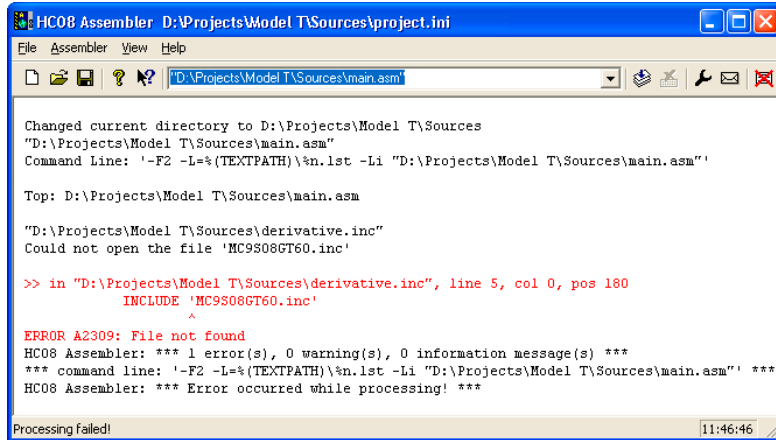 HC08 Assembler D:\Projects\Model T\Sources\project.ini
File Assembler View Help
"D:\Projects\Model T\Sources\main.asm"
Changed current directory to D:\Projects\Model T\Sources
"D:\Projects\Model T\Sources\main.asm"
Command Line: '-F2 -L=%(TEXTPATH)\%n.lst -Li "D:\Projects\Model T\Sources\main.asm"'
Top: D:\Projects\Model T\Sources\main.asm
"D:\Projects\Model T\Sources\derivative.inc"
Could not open the file 'MC9S08GT60.inc'
>> in "D:\Projects\Model T\Sources\derivative.inc", line 5, col 0, pos 180
INCLUDE 'MC9S08GT60.inc'
^
ERROR A2309: File not found
HC08 Assembler: *** 1 error(s), 0 warning(s), 0 information message(s) ***
*** command line: '-F2 -L=%(TEXTPATH)\%n.lst -Li "D:\Projects\Model T\Sources\main.asm"' ***
HC08 Assembler: *** Error occurred while processing! ***
Processing failed!
11:46:46